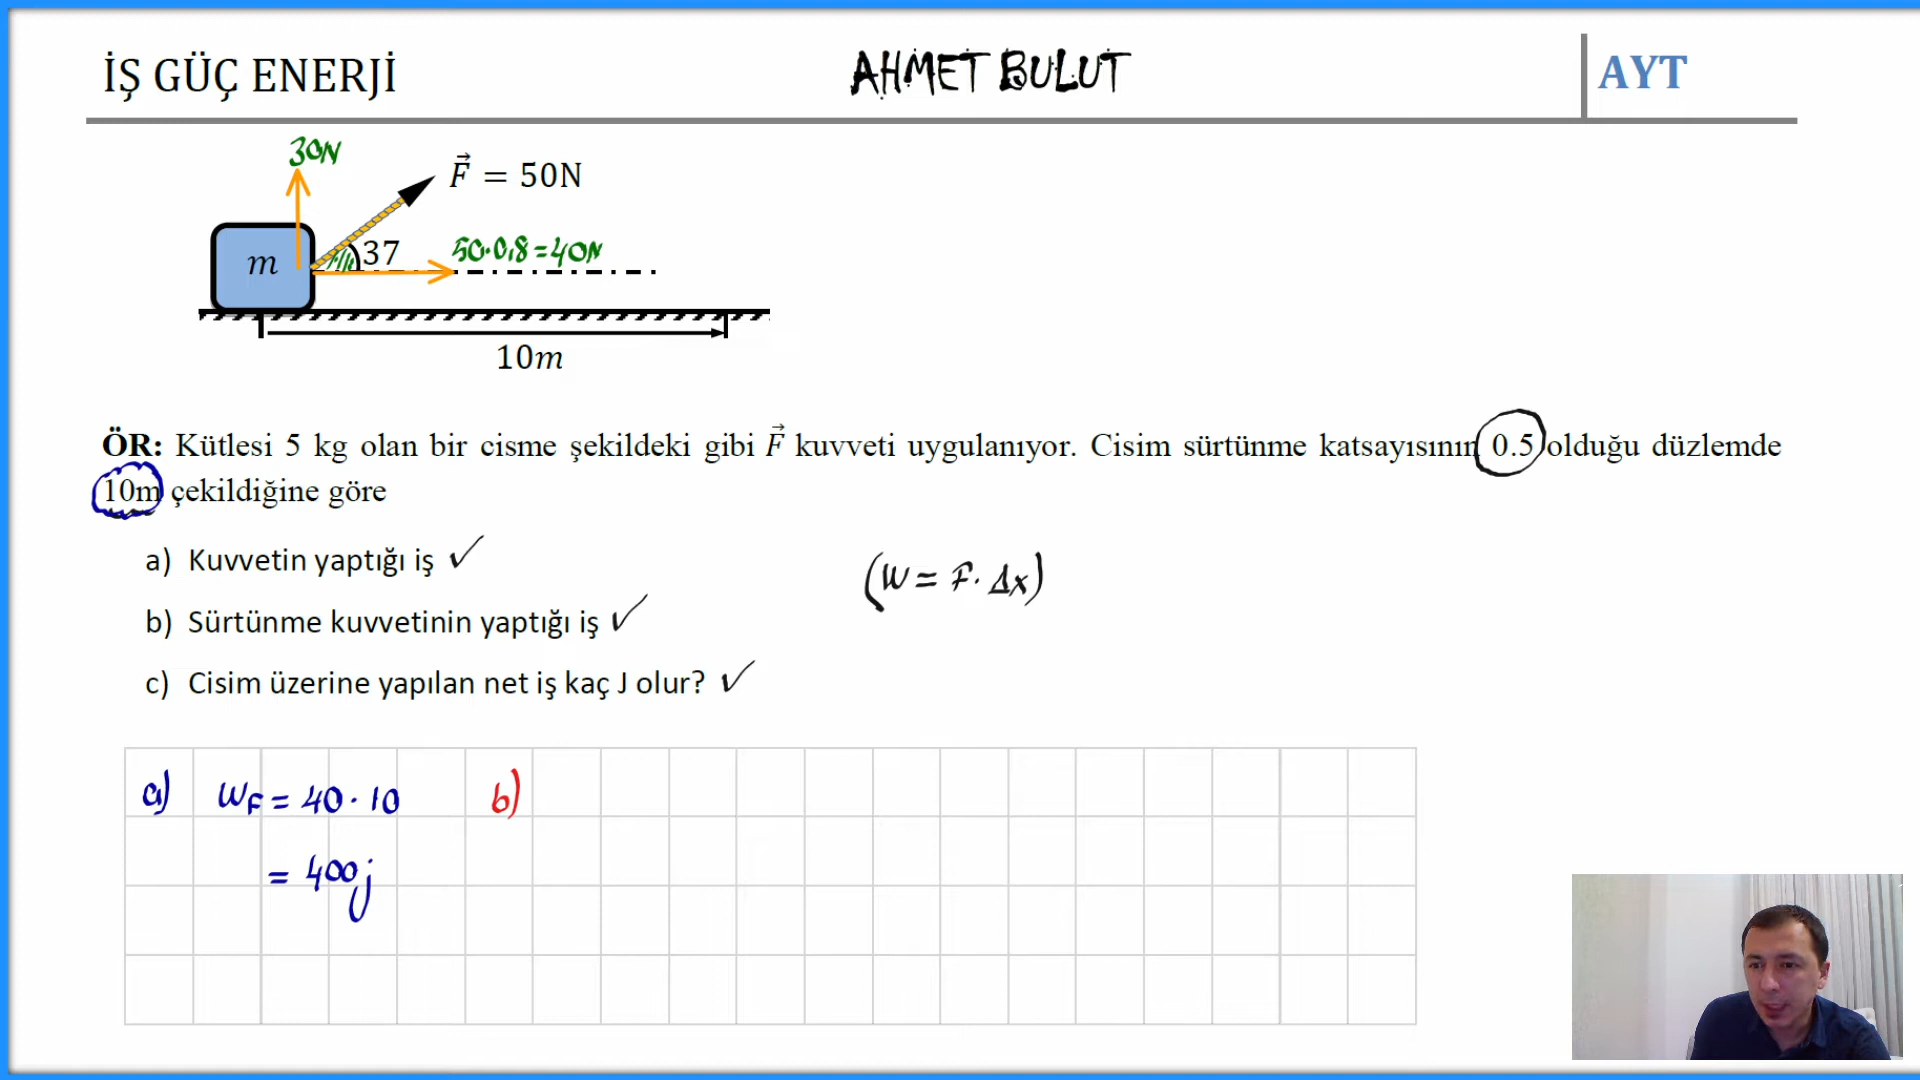 İŞ GÜÇ ENERJİ
AHMET BULUT
AYT
30N
F⃗ = 50N
m
37
50·0,8=40N
10m
ÖR: Kütlesi 5 kg olan bir cisme şekildeki gibi F⃗ kuvveti uygulanıyor. Cisim sürtünme katsayısının 0.5 olduğu düzlemde
10m çekildiğine göre
a) Kuvvetin yaptığı iş ✓
(W = F. Δx)
b) Sürtünme kuvvetinin yaptığı iş ✓
c) Cisim üzerine yapılan net iş kaç J olur? ✓
a) WF = 40·10
= 400j
b)